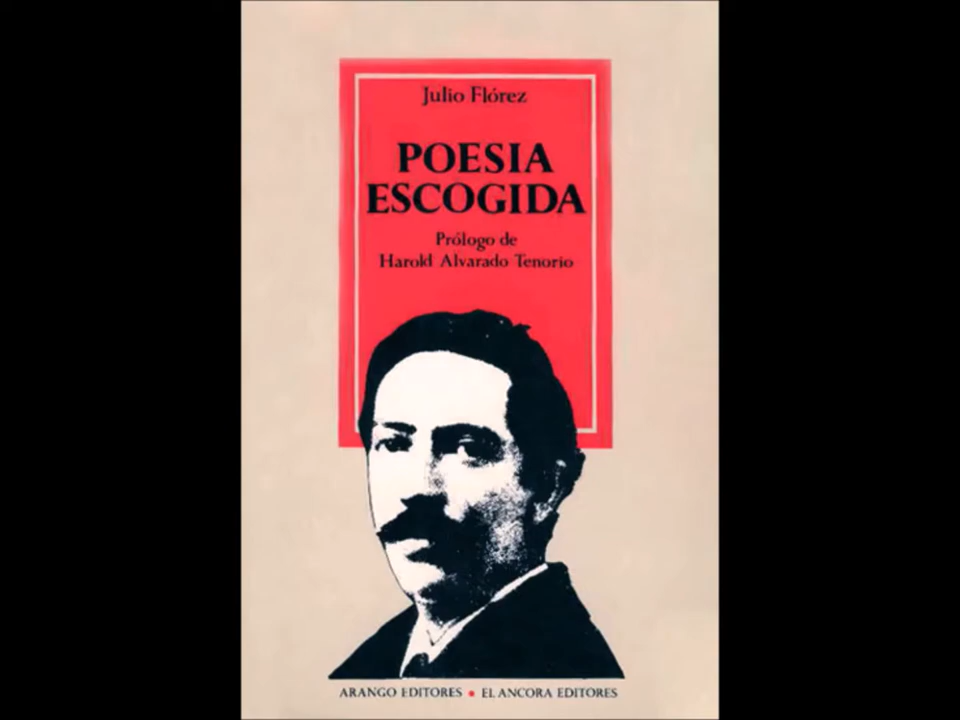 Julio Flórez
POESIA
ESCOGIDA
Prólogo de
Harold Alvarado Tenorio
ARANGO EDITORES • EL ANCORA EDITORES